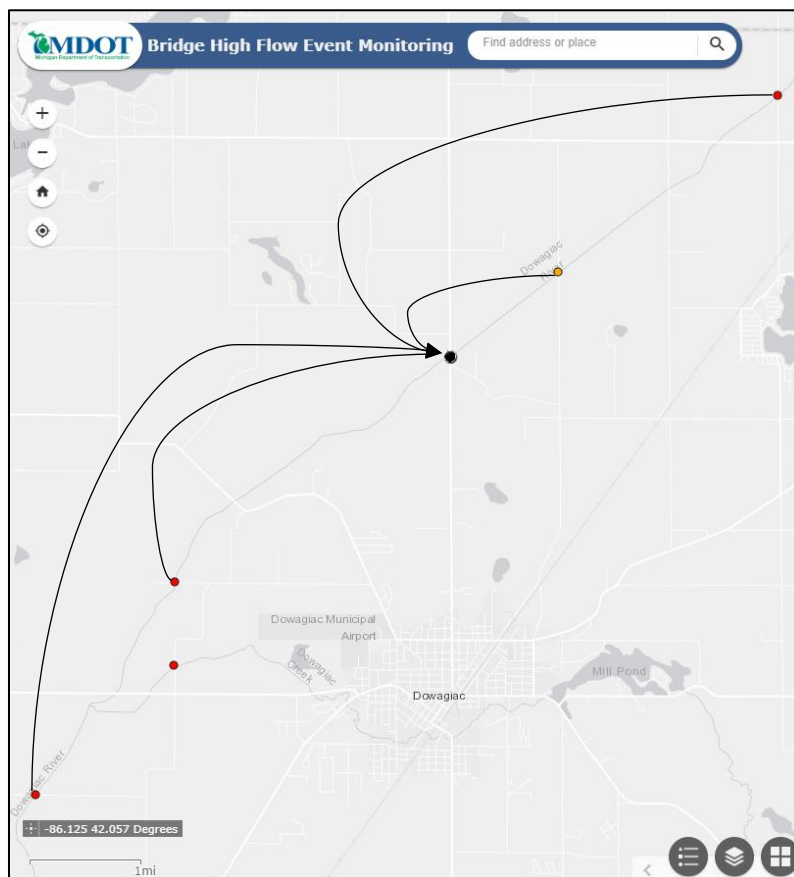 MDOT
Michigan Department of Transportation
Bridge High Flow Event Monitoring
Find address or place
+
−
Dowagiac
River
Dowagiac Municipal
Airport
Dowagiac
Creek
Mill Pond
Dowagiac
Dowagiac River
-86.125 42.057 Degrees
1mi